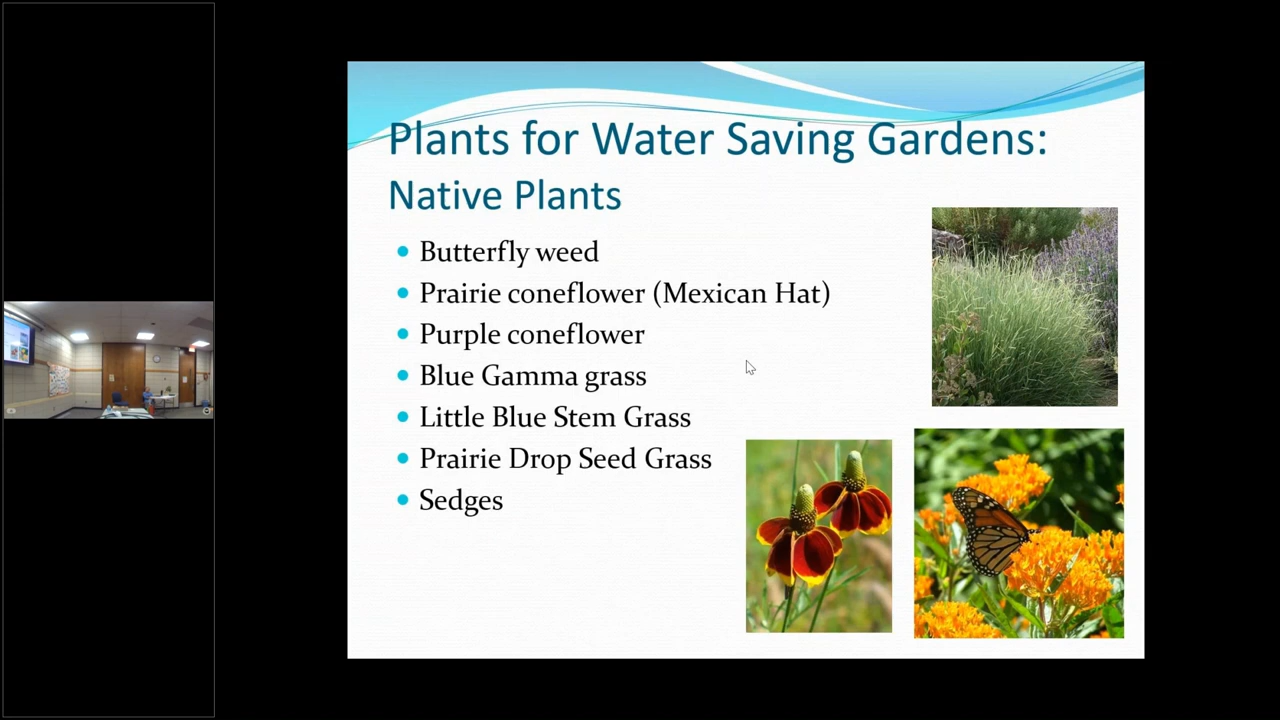 Plants for Water Saving Gardens:
Native Plants
Butterfly weed
Prairie coneflower (Mexican Hat)
Purple coneflower
Blue Gamma grass
Little Blue Stem Grass
Prairie Drop Seed Grass
Sedges